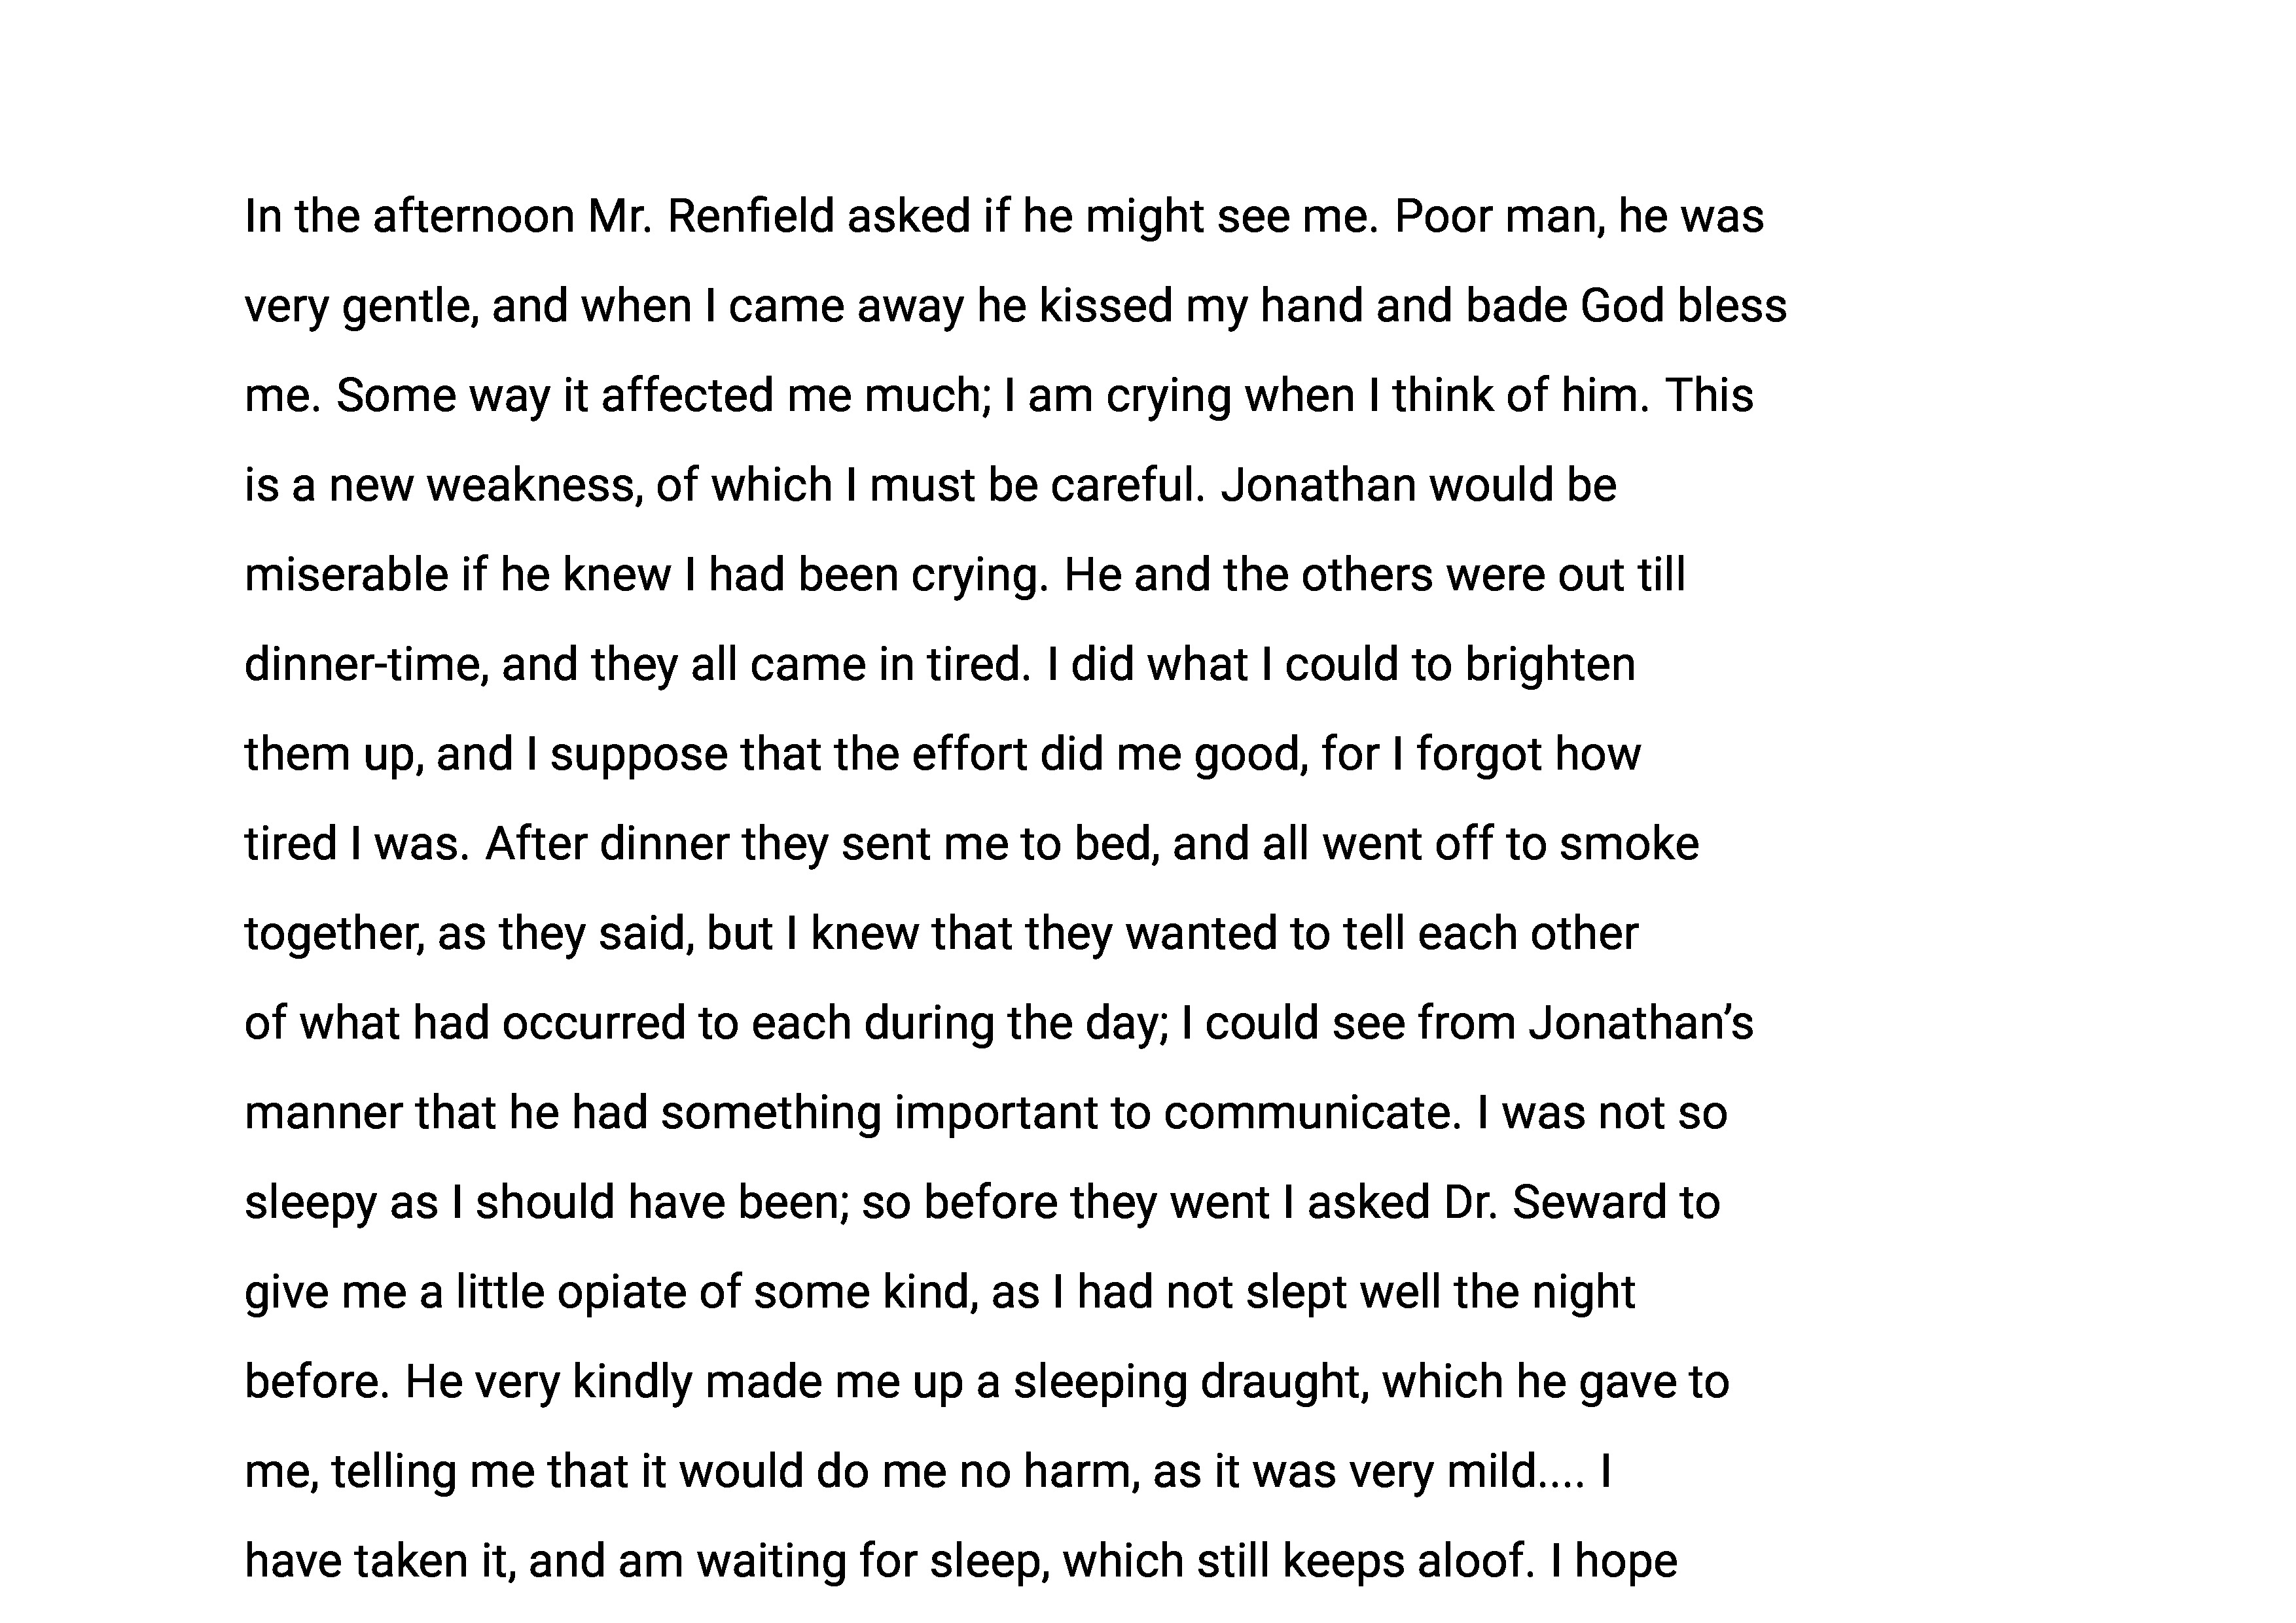 In the afternoon Mr. Renfield asked if he might see me. Poor man, he was
very gentle, and when I came away he kissed my hand and bade God bless
me. Some way it affected me much; I am crying when I think of him. This
is a new weakness, of which I must be careful. Jonathan would be
miserable if he knew I had been crying. He and the others were out till
dinner-time, and they all came in tired. I did what I could to brighten
them up, and I suppose that the effort did me good, for I forgot how
tired I was. After dinner they sent me to bed, and all went off to smoke
together, as they said, but I knew that they wanted to tell each other
of what had occurred to each during the day; I could see from Jonathan’s
manner that he had something important to communicate. I was not so
sleepy as I should have been; so before they went I asked Dr. Seward to
give me a little opiate of some kind, as I had not slept well the night
before. He very kindly made me up a sleeping draught, which he gave to
me, telling me that it would do me no harm, as it was very mild.... I
have taken it, and am waiting for sleep, which still keeps aloof. I hope